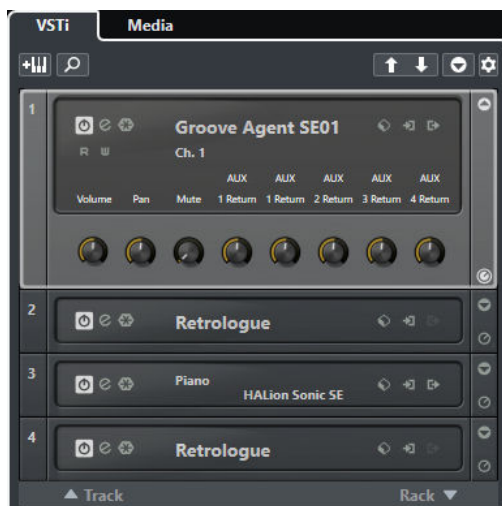 VSTi Media
1
Groove Agent SE01
R W Ch. 1
AUX AUX AUX AUX AUX
Volume Pan Mute 1 Return 1 Return 2 Return 3 Return 4 Return
2
Retrologue
3
Piano
HALion Sonic SE
4
Retrologue
Track Rack